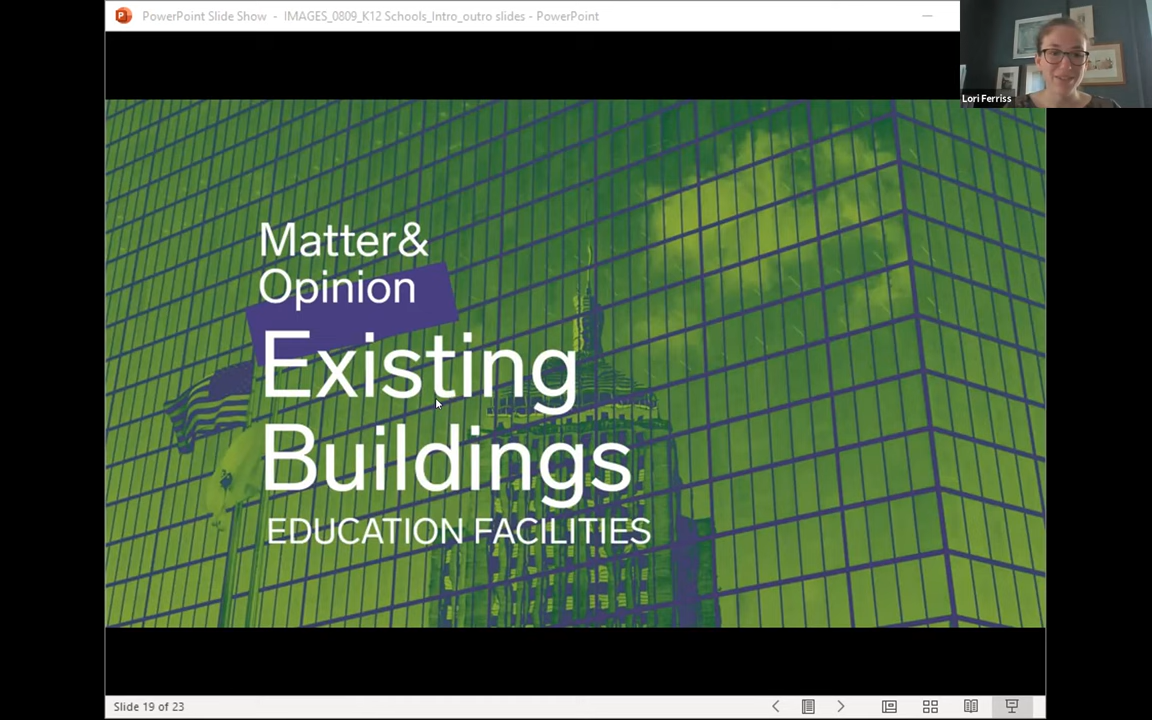 PowerPoint Slide Show - IMAGES_0809_K12 Schools_Intro_outro slides - PowerPoint
Lori Ferriss
Matter&
Opinion
Existing
Buildings
EDUCATION FACILITIES
Slide 19 of 23